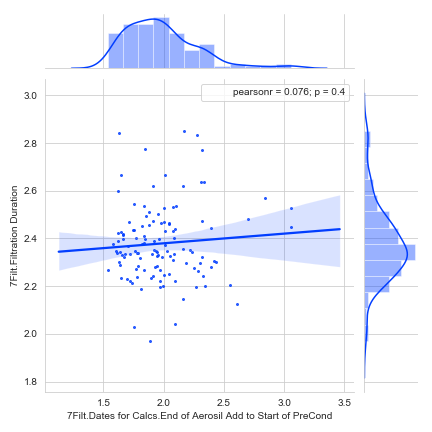 pearsonr = 0.076; p = 0.4
3.0
2.8
2.6
2.4
2.2
2.0
1.8
7Filt.Filtration Duration
1.5 2.0 2.5 3.0 3.5
7Filt.Dates for Calcs.End of Aerosil Add to Start of PreCond